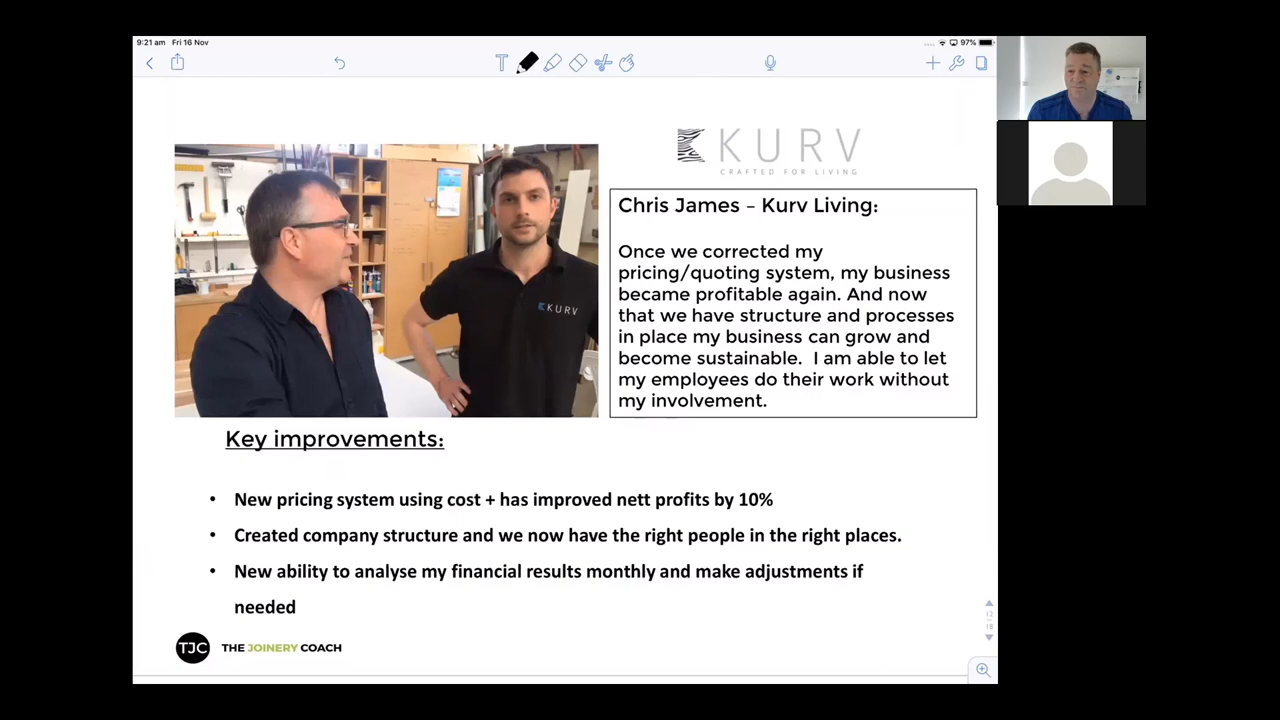 9:21 am Fri 16 Nov
97%
T
KURV
CRAFTED FOR LIVING
KURV
Chris James – Kurv Living:
Once we corrected my
pricing/quoting system, my business
became profitable again. And now
that we have structure and processes
in place my business can grow and
become sustainable. I am able to let
my employees do their work without
my involvement.
Key improvements:
• New pricing system using cost + has improved nett profits by 10%
• Created company structure and we now have the right people in the right places.
• New ability to analyse my financial results monthly and make adjustments if
needed
12
18
TJC THE JOINERY COACH